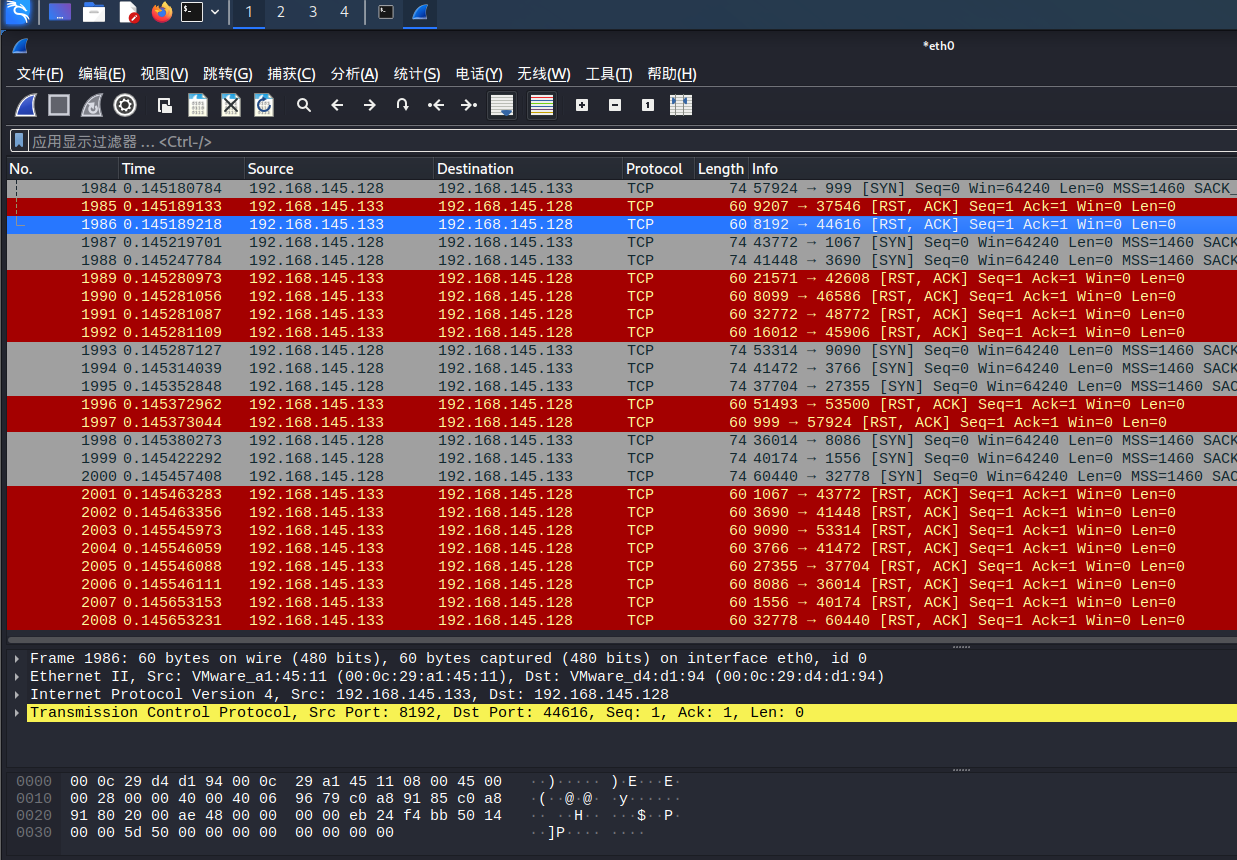 1 2 3 4
*eth0
文件(F) 编辑(E) 视图(V) 跳转(G) 捕获(C) 分析(A) 统计(S) 电话(Y) 无线(W) 工具(T) 帮助(H)
应用显示过滤器 … <Ctrl-/>
No. Time Source Destination Protocol Length Info
1984 0.145180784 192.168.145.128 192.168.145.133 TCP 74 57924 → 999 [SYN] Seq=0 Win=64240 Len=0 MSS=1460 SACK_
1985 0.145189133 192.168.145.133 192.168.145.128 TCP 60 9207 → 37546 [RST, ACK] Seq=1 Ack=1 Win=0 Len=0
1986 0.145189218 192.168.145.133 192.168.145.128 TCP 60 8192 → 44616 [RST, ACK] Seq=1 Ack=1 Win=0 Len=0
1987 0.145219701 192.168.145.128 192.168.145.133 TCP 74 43772 → 1067 [SYN] Seq=0 Win=64240 Len=0 MSS=1460 SACK
1988 0.145247784 192.168.145.128 192.168.145.133 TCP 74 41448 → 3690 [SYN] Seq=0 Win=64240 Len=0 MSS=1460 SACK
1989 0.145280973 192.168.145.133 192.168.145.128 TCP 60 21571 → 42608 [RST, ACK] Seq=1 Ack=1 Win=0 Len=0
1990 0.145281056 192.168.145.133 192.168.145.128 TCP 60 8099 → 46586 [RST, ACK] Seq=1 Ack=1 Win=0 Len=0
1991 0.145281087 192.168.145.133 192.168.145.128 TCP 60 32772 → 48772 [RST, ACK] Seq=1 Ack=1 Win=0 Len=0
1992 0.145281109 192.168.145.133 192.168.145.128 TCP 60 16012 → 45906 [RST, ACK] Seq=1 Ack=1 Win=0 Len=0
1993 0.145287127 192.168.145.128 192.168.145.133 TCP 74 53314 → 9090 [SYN] Seq=0 Win=64240 Len=0 MSS=1460 SACK
1994 0.145314039 192.168.145.128 192.168.145.133 TCP 74 41472 → 3766 [SYN] Seq=0 Win=64240 Len=0 MSS=1460 SACK
1995 0.145352848 192.168.145.128 192.168.145.133 TCP 74 37704 → 27355 [SYN] Seq=0 Win=64240 Len=0 MSS=1460 SAC
1996 0.145372962 192.168.145.133 192.168.145.128 TCP 60 51493 → 53500 [RST, ACK] Seq=1 Ack=1 Win=0 Len=0
1997 0.145373044 192.168.145.133 192.168.145.128 TCP 60 999 → 57924 [RST, ACK] Seq=1 Ack=1 Win=0 Len=0
1998 0.145380273 192.168.145.128 192.168.145.133 TCP 74 36014 → 8086 [SYN] Seq=0 Win=64240 Len=0 MSS=1460 SACK
1999 0.145422292 192.168.145.128 192.168.145.133 TCP 74 40174 → 1556 [SYN] Seq=0 Win=64240 Len=0 MSS=1460 SACK
2000 0.145457408 192.168.145.128 192.168.145.133 TCP 74 60440 → 32778 [SYN] Seq=0 Win=64240 Len=0 MSS=1460 SAC
2001 0.145463283 192.168.145.133 192.168.145.128 TCP 60 1067 → 43772 [RST, ACK] Seq=1 Ack=1 Win=0 Len=0
2002 0.145463356 192.168.145.133 192.168.145.128 TCP 60 3690 → 41448 [RST, ACK] Seq=1 Ack=1 Win=0 Len=0
2003 0.145545973 192.168.145.133 192.168.145.128 TCP 60 9090 → 53314 [RST, ACK] Seq=1 Ack=1 Win=0 Len=0
2004 0.145546059 192.168.145.133 192.168.145.128 TCP 60 3766 → 41472 [RST, ACK] Seq=1 Ack=1 Win=0 Len=0
2005 0.145546088 192.168.145.133 192.168.145.128 TCP 60 27355 → 37704 [RST, ACK] Seq=1 Ack=1 Win=0 Len=0
2006 0.145546111 192.168.145.133 192.168.145.128 TCP 60 8086 → 36014 [RST, ACK] Seq=1 Ack=1 Win=0 Len=0
2007 0.145653153 192.168.145.133 192.168.145.128 TCP 60 1556 → 40174 [RST, ACK] Seq=1 Ack=1 Win=0 Len=0
2008 0.145653231 192.168.145.133 192.168.145.128 TCP 60 32778 → 60440 [RST, ACK] Seq=1 Ack=1 Win=0 Len=0
Frame 1986: 60 bytes on wire (480 bits), 60 bytes captured (480 bits) on interface eth0, id 0
Ethernet II, Src: VMware_a1:45:11 (00:0c:29:a1:45:11), Dst: VMware_d4:d1:94 (00:0c:29:d4:d1:94)
Internet Protocol Version 4, Src: 192.168.145.133, Dst: 192.168.145.128
Transmission Control Protocol, Src Port: 8192, Dst Port: 44616, Seq: 1, Ack: 1, Len: 0
0000 00 0c 29 d4 d1 94 00 0c 29 a1 45 11 08 00 45 00 ··)····· )·E···E·
0010 00 28 00 00 40 00 40 06 96 79 c0 a8 91 85 c0 a8 ·(··@·@· ·y······
0020 91 80 20 00 ae 48 00 00 00 00 eb 24 f4 bb 50 14 ·· ··H·· ···$··P·
0030 00 00 5d 50 00 00 00 00 00 00 00 00 ··]P···· ····